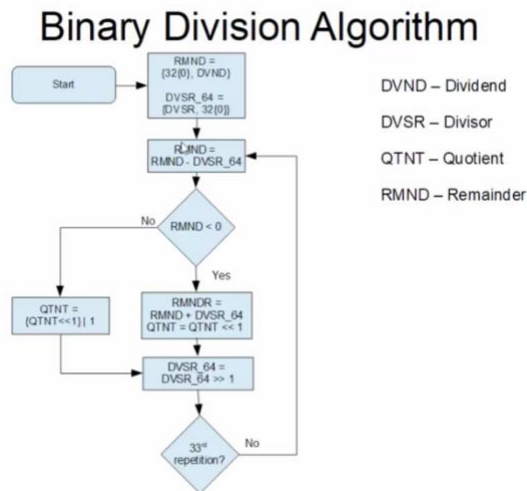 Binary Division Algorithm
Start
RMND =
{32{0}, DVND}
DVSR_64 =
{DVSR, 32{0}}
RMND =
RMND - DVSR_64
RMND < 0
No
Yes
QTNT =
{QTNT<<1} | 1
RMNDR =
RMND + DVSR_64
QTNT = QTNT << 1
DVSR_64 =
DVSR_64 >> 1
33rd
repetition?
No
DVND – Dividend
DVSR – Divisor
QTNT – Quotient
RMND – Remainder